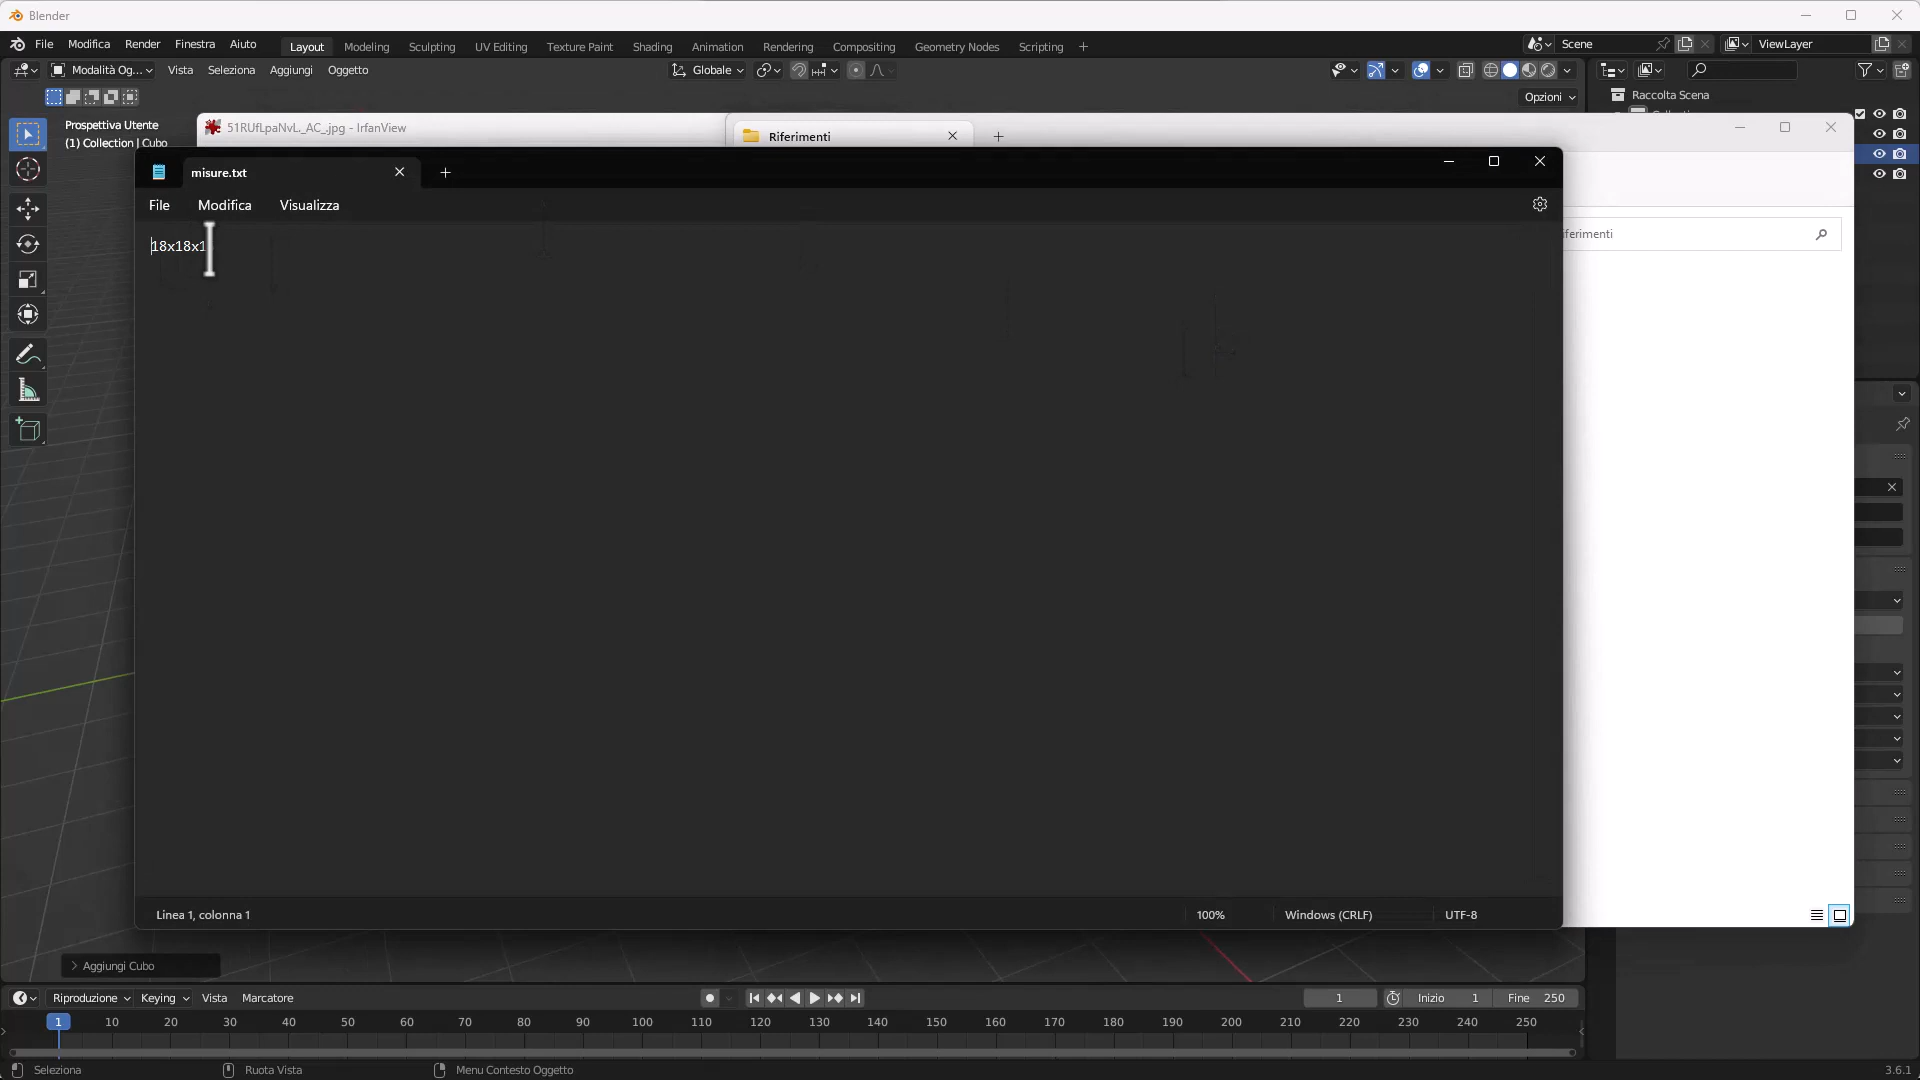 Blender
File Modifica Render Finestra Aiuto Layout Modeling Sculpting UV Editing Texture Paint Shading Animation Rendering Compositing Geometry Nodes Scripting + Scene ViewLayer
Modalità Og... Vista Seleziona Aggiungi Oggetto Globale
Opzioni Raccolta Scena
Prospettiva Utente
(1) Collection | Cubo
51RUfLpaNvL._AC_.jpg - IrfanView
Riferimenti
misure.txt
File Modifica Visualizza
18x18x1
Linea 1, colonna 1 100% Windows (CRLF) UTF-8
Aggiungi Cubo
Riproduzione Keying Vista Marcatore 1 Inizio 1 Fine 250
1 10 20 30 40 50 60 70 80 90 100 110 120 130 140 150 160 170 180 190 200 210 220 230 240 250
Seleziona Ruota Vista Menu Contesto Oggetto 3.6.1